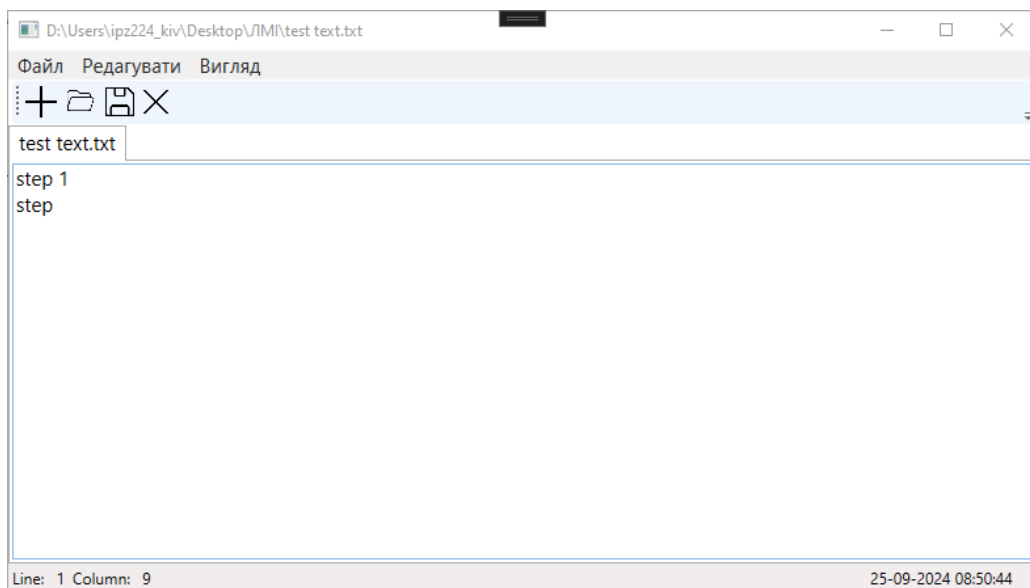 D:\Users\ipz224_kiv\Desktop\ЛМІ\test text.txt
Файл Редагувати Вигляд
test text.txt
step 1
step
Line: 1 Column: 9
25-09-2024 08:50:44